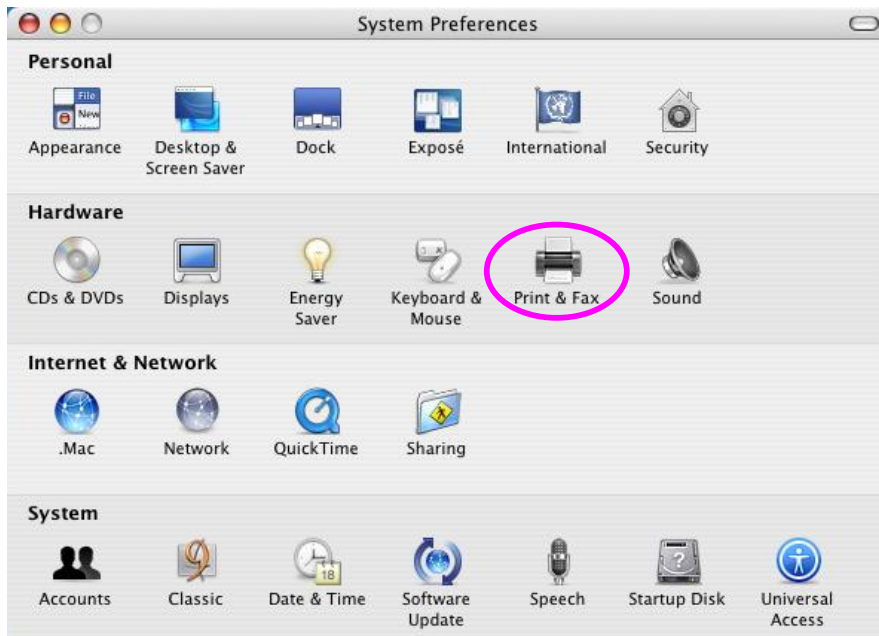 System Preferences
Personal
File
New
Appearance
Desktop &
Screen Saver
Dock
Exposé
International
Security
Hardware
CDs & DVDs
Displays
Energy
Saver
Keyboard &
Mouse
Print & Fax
Sound
Internet & Network
.Mac
Network
QuickTime
Sharing
System
9
18
?
Accounts
Classic
Date & Time
Software
Update
Speech
Startup Disk
Universal
Access